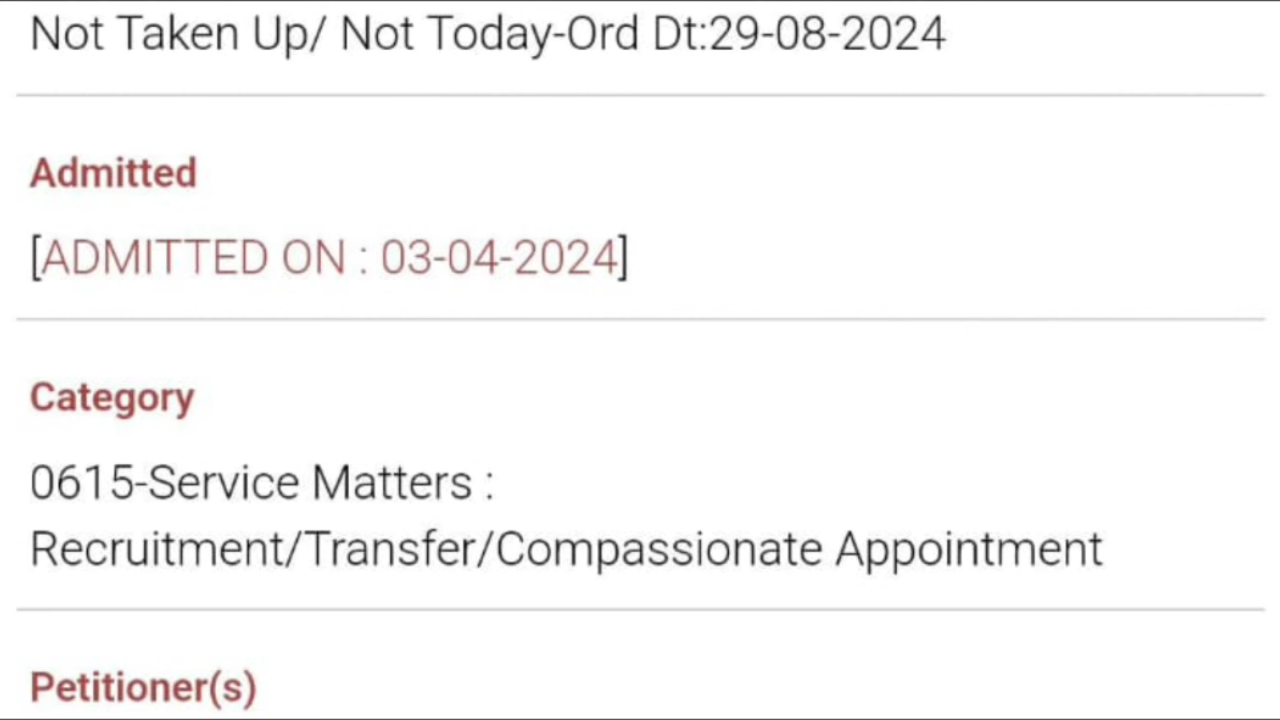 Not Taken Up/ Not Today-Ord Dt:29-08-2024
Admitted
[ADMITTED ON : 03-04-2024]
Category
0615-Service Matters :
Recruitment/Transfer/Compassionate Appointment
Petitioner(s)